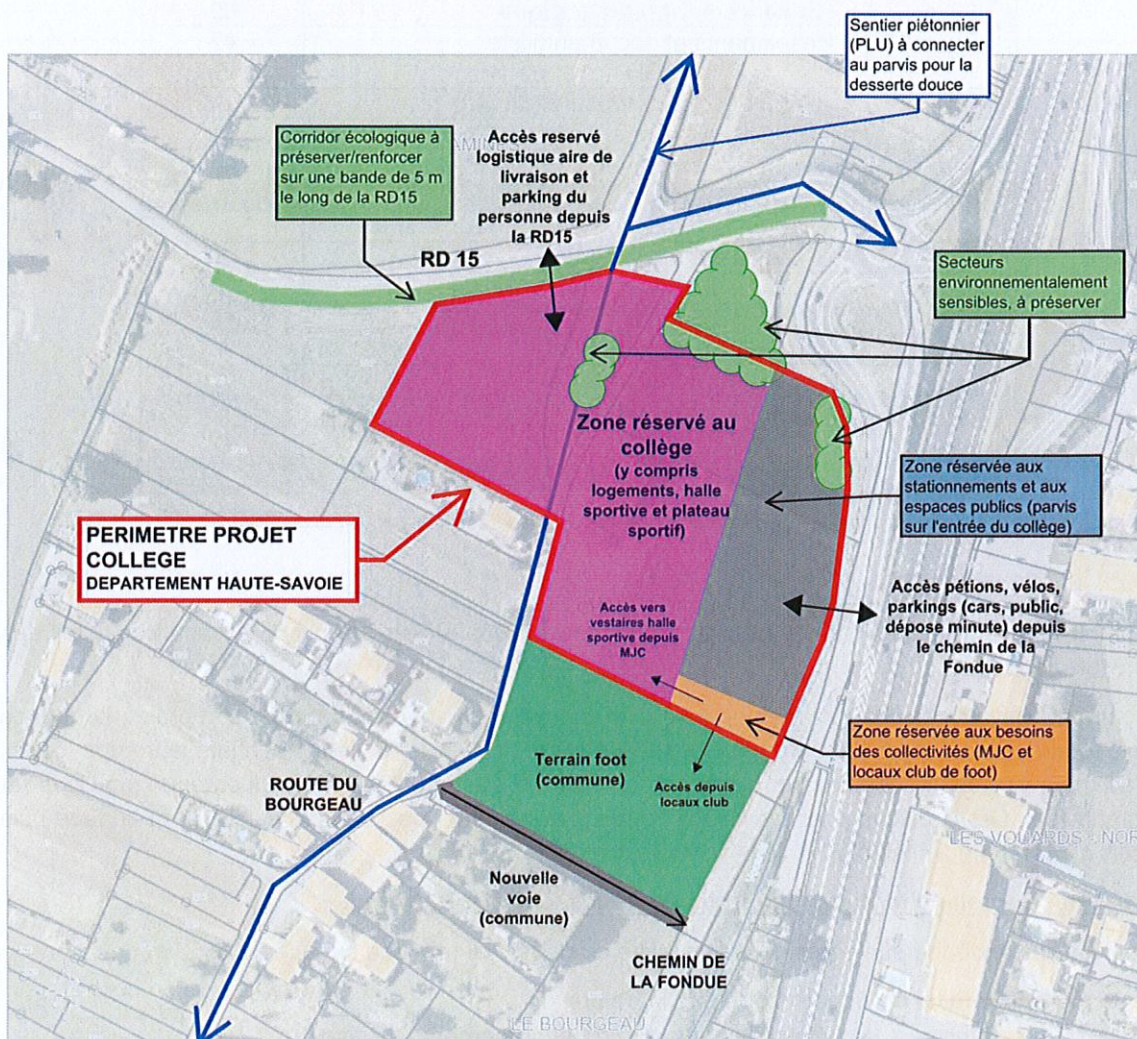 Sentier piétonnier
(PLU) à connecter
au parvis pour la
desserte douce
Corridor écologique à
préserver/renforcer
sur une bande de 5 m
le long de la RD15
Accès reservé
logistique aire de
livraison et
parking du
personne depuis
la RD15
RD 15
Secteurs
environnementalement
sensibles, à préserver
Zone réservé au
collège
(y compris
logements, halle
sportive et plateau
sportif)
Zone réservée aux
stationnements et aux
espaces publics (parvis
sur l'entrée du collège)
PERIMETRE PROJET
COLLEGE
DEPARTEMENT HAUTE-SAVOIE
Accès pétions, vélos,
parkings (cars, public,
dépose minute) depuis
le chemin de la
Fondue
Accès vers
vestaires halle
sportive depuis
MJC
Zone réservée aux besoins
des collectivités (MJC et
locaux club de foot)
Terrain foot
(commune)
Accès depuis
locaux club
ROUTE DU
BOURGEAU
LES VOUARDS - NOR
Nouvelle
voie
(commune)
CHEMIN DE
LA FONDUE
LE BOURGEAU